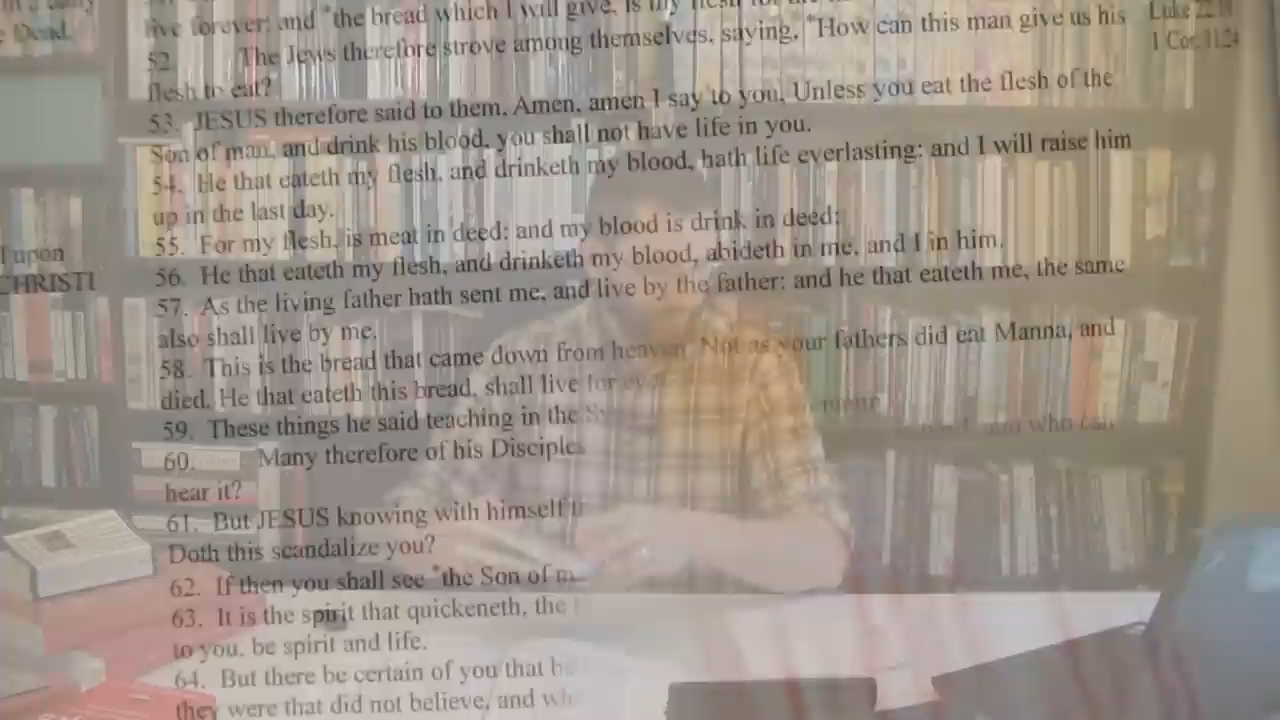 live forever: and *the bread which I will give, is my flesh for the
52. The Jews therefore strove among themselves, saying, *How can this man give us his
flesh to eat?
53. JESUS therefore said to them, Amen, amen I say to you, Unless you eat the flesh of the
Son of man, and drink his blood, you shall not have life in you.
54. He that eateth my flesh, and drinketh my blood, hath life everlasting: and I will raise him
up in the last day.
55. For my flesh, is meat in deed: and my blood is drink in deed:
56. He that eateth my flesh, and drinketh my blood, abideth in me, and I in him.
57. As the living father hath sent me, and live by the father: and he that eateth me, the same
also shall live by me.
58. This is the bread that came down from heaven. Not as your fathers did eat Manna, and
died. He that eateth this bread, shall live for
59. These things he said teaching in the
60. Many therefore of his Disciples who can
hear it?
61. But JESUS knowing with himself
Doth this scandalize you?
62. If then you shall see *the Son of
63. It is the spirit that quickeneth, the
to you, be spirit and life.
64. But there be certain of you that
they were that did not believe, and
Luke 22.
1 Cor. 11.24
Dead.
upon
CHRISTI